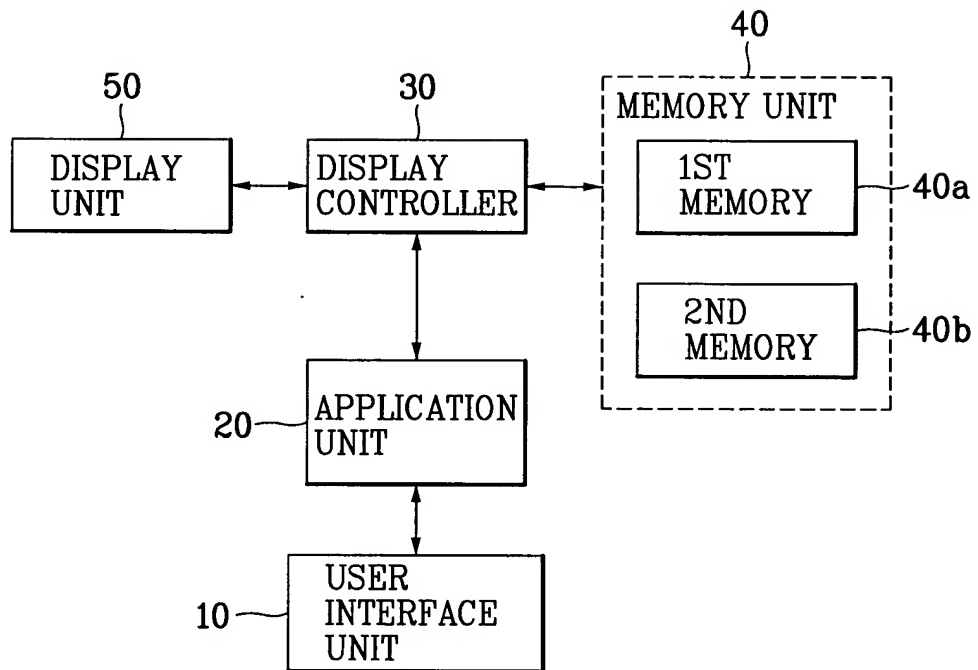 40
50
30
MEMORY UNIT
DISPLAY
UNIT
DISPLAY
CONTROLLER
1ST
MEMORY
40a
2ND
MEMORY
40b
20
APPLICATION
UNIT
10
USER
INTERFACE
UNIT